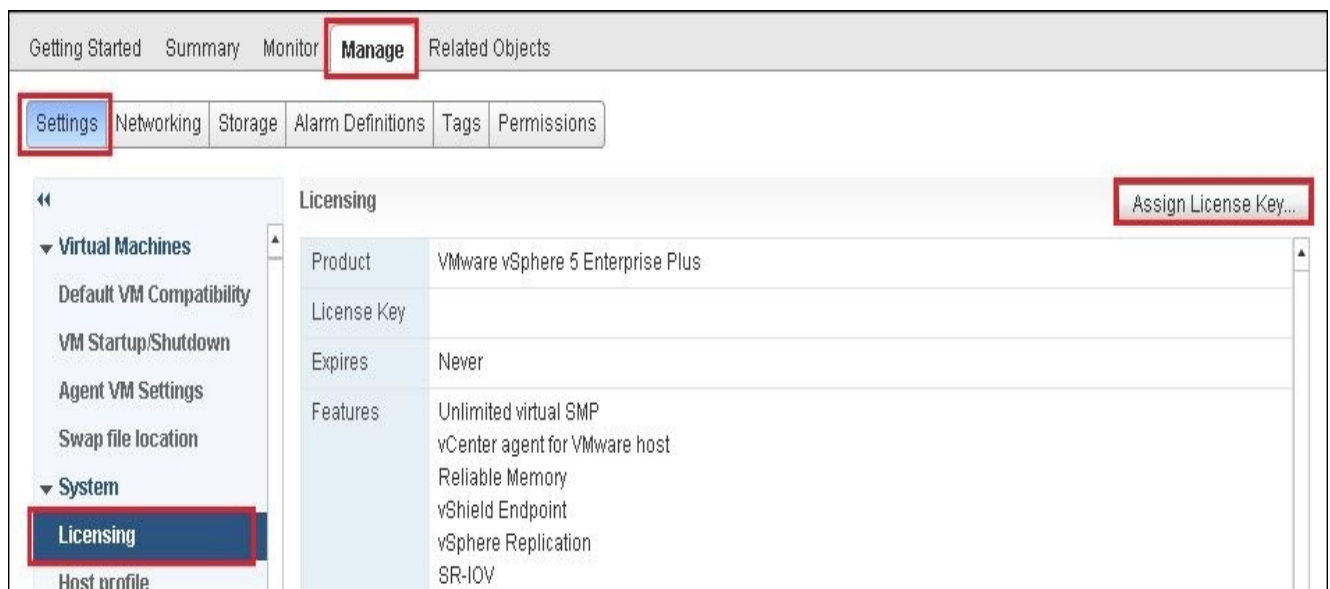 Getting Started Summary Monitor Manage Related Objects
Settings Networking Storage Alarm Definitions Tags Permissions
Licensing
Assign License Key...
Virtual Machines
Default VM Compatibility
VM Startup/Shutdown
Agent VM Settings
Swap file location
System
Licensing
Host profile
Product VMware vSphere 5 Enterprise Plus
License Key
Expires Never
Features Unlimited virtual SMP
vCenter agent for VMware host
Reliable Memory
vShield Endpoint
vSphere Replication
SR-IOV